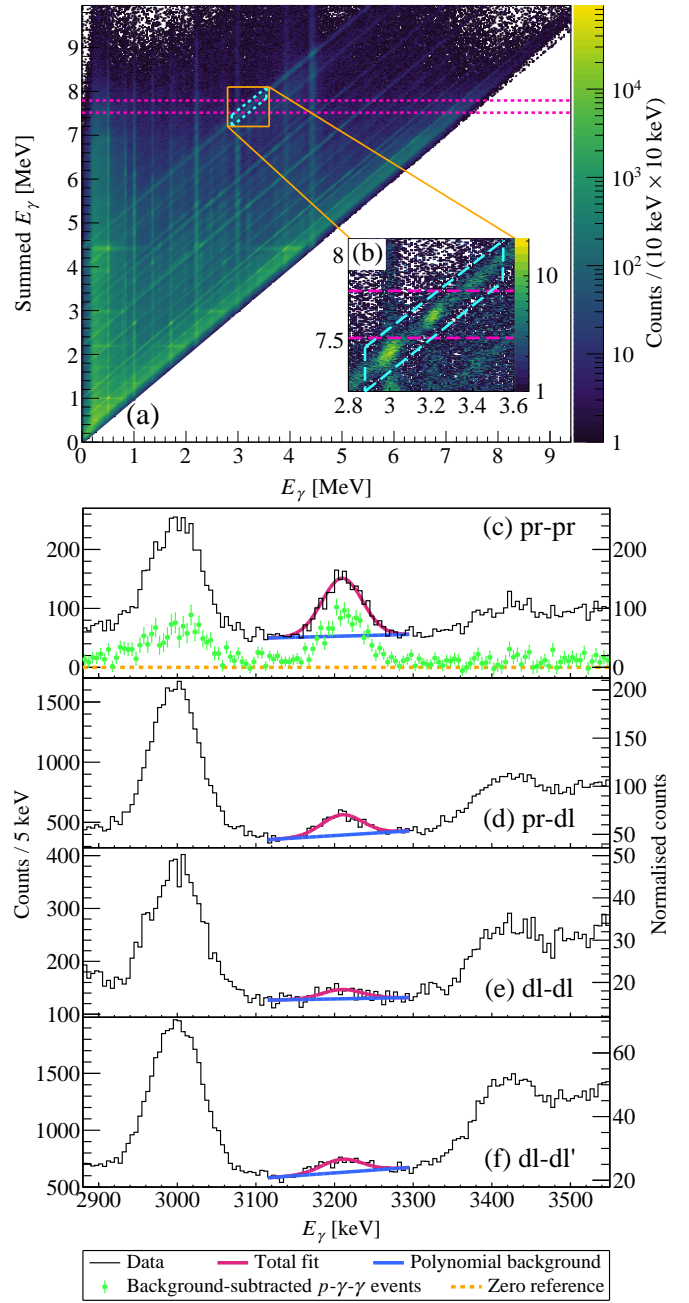 9
8
7
6
5
4
3
2
1
0
Summed Eγ [MeV]
0 1 2 3 4 5 6 7 8 9
Eγ [MeV]
(a)
(b)
8
7.5
2.8 3 3.2 3.4 3.6
10
1
10⁴
10³
10²
10
1
Counts / (10 keV × 10 keV)
(c) pr-pr
200
100
0
200
100
0
(d) pr-dl
1500
1000
500
200
150
100
50
(e) dl-dl
400
300
200
100
50
40
30
20
(f) dl-dl'
1500
1000
500
60
40
20
Counts / 5 keV
Normalised counts
2900 3000 3100 3200 3300 3400 3500
Eγ [keV]
Data Total fit Polynomial background
Background-subtracted p-γ-γ events Zero reference